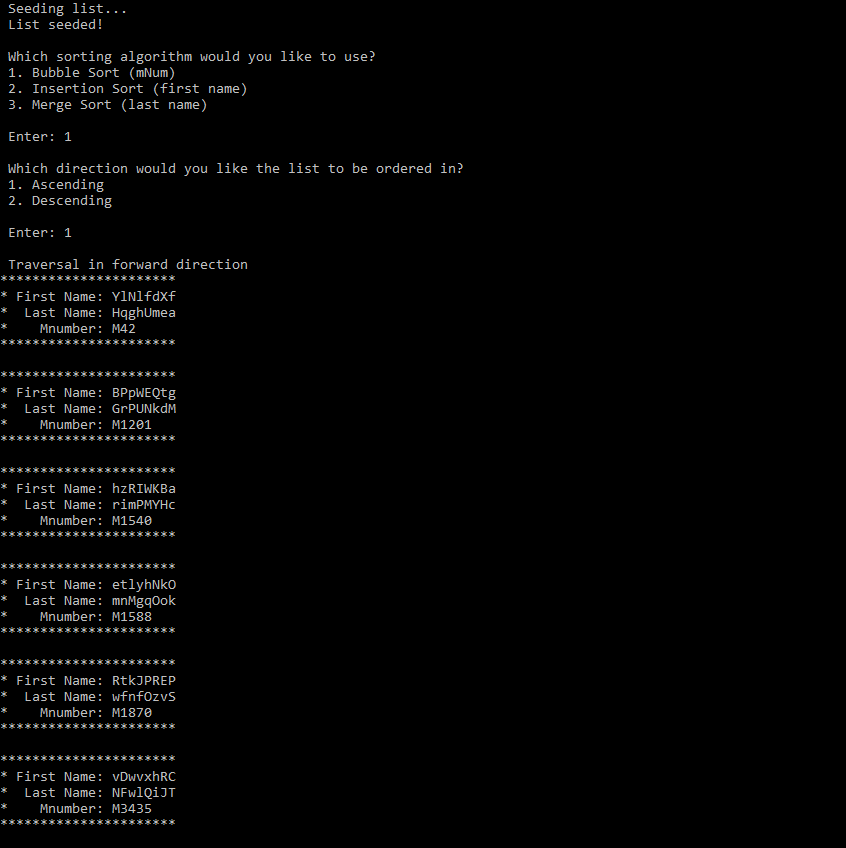 Seeding list...
List seeded!
Which sorting algorithm would you like to use?
1. Bubble Sort (mNum)
2. Insertion Sort (first name)
3. Merge Sort (last name)
Enter: 1
Which direction would you like the list to be ordered in?
1. Ascending
2. Descending
Enter: 1
Traversal in forward direction
**********************
* First Name: YlNlfdXf
*  Last Name: HqghUmea
*    Mnumber: M42
**********************
**********************
* First Name: BPpWEQtg
*  Last Name: GrPUNkdM
*    Mnumber: M1201
**********************
**********************
* First Name: hzRIWKBa
*  Last Name: rimPMYHc
*    Mnumber: M1540
**********************
**********************
* First Name: etlyhNkO
*  Last Name: mnMgqOok
*    Mnumber: M1588
**********************
**********************
* First Name: RtkJPREP
*  Last Name: wfnfOzvS
*    Mnumber: M1870
**********************
**********************
* First Name: vDwvxhRC
*  Last Name: NFwlQiJT
*    Mnumber: M3435
**********************